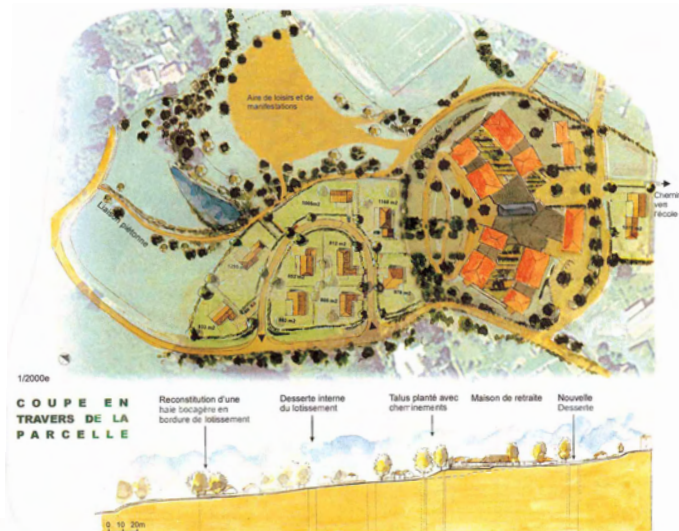 Aire de loisirs et de
manifestations
Chemin
vers
l'école
Liaison piétonne
1/2000e
COUPE EN
TRAVERS DE LA
PARCELLE
Reconstitution d'une
haie bocagère en
bordure de lotissement
Desserte interne
du lotissement
Talus planté avec
cheminements
Maison de retraite
Nouvelle
Desserte
0 10 20m